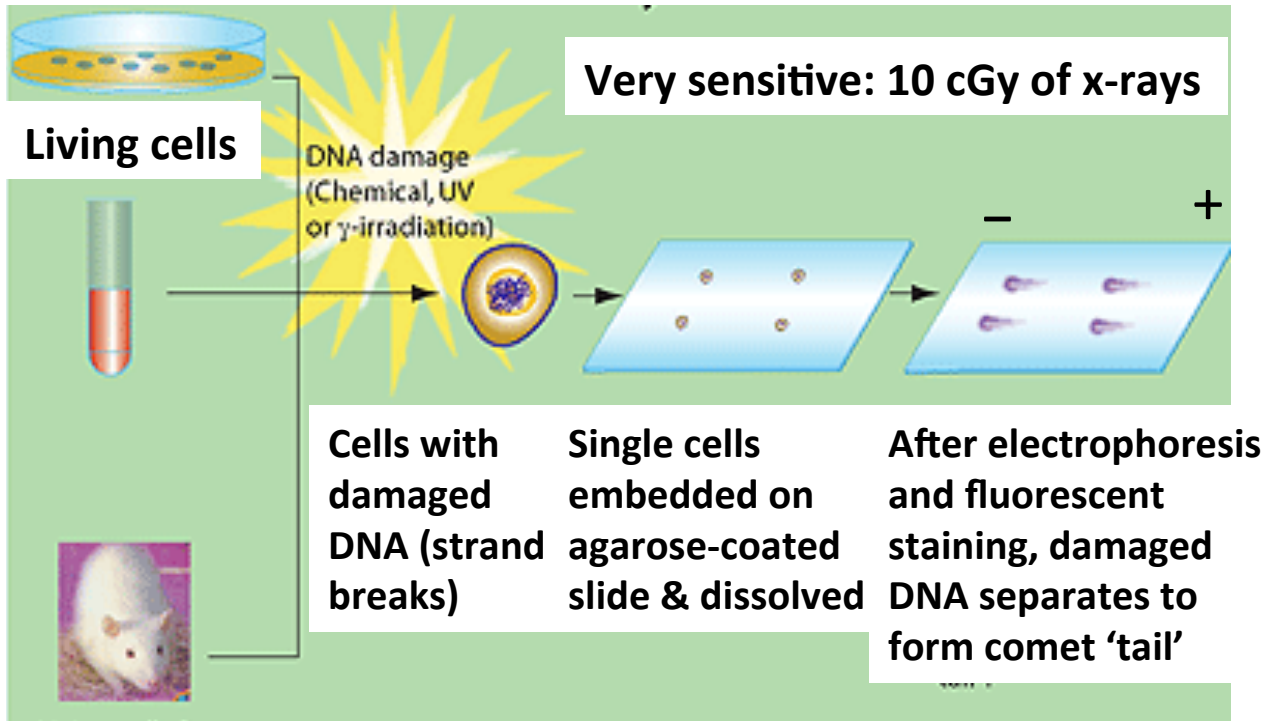 Very sensitive: 10 cGy of x-rays
Living cells
DNA damage
(Chemical, UV
or γ-irradiation)
–
+
Cells with
damaged
DNA (strand
breaks)
Single cells
embedded on
agarose-coated
slide & dissolved
After electrophoresis
and fluorescent
staining, damaged
DNA separates to
form comet ‘tail’